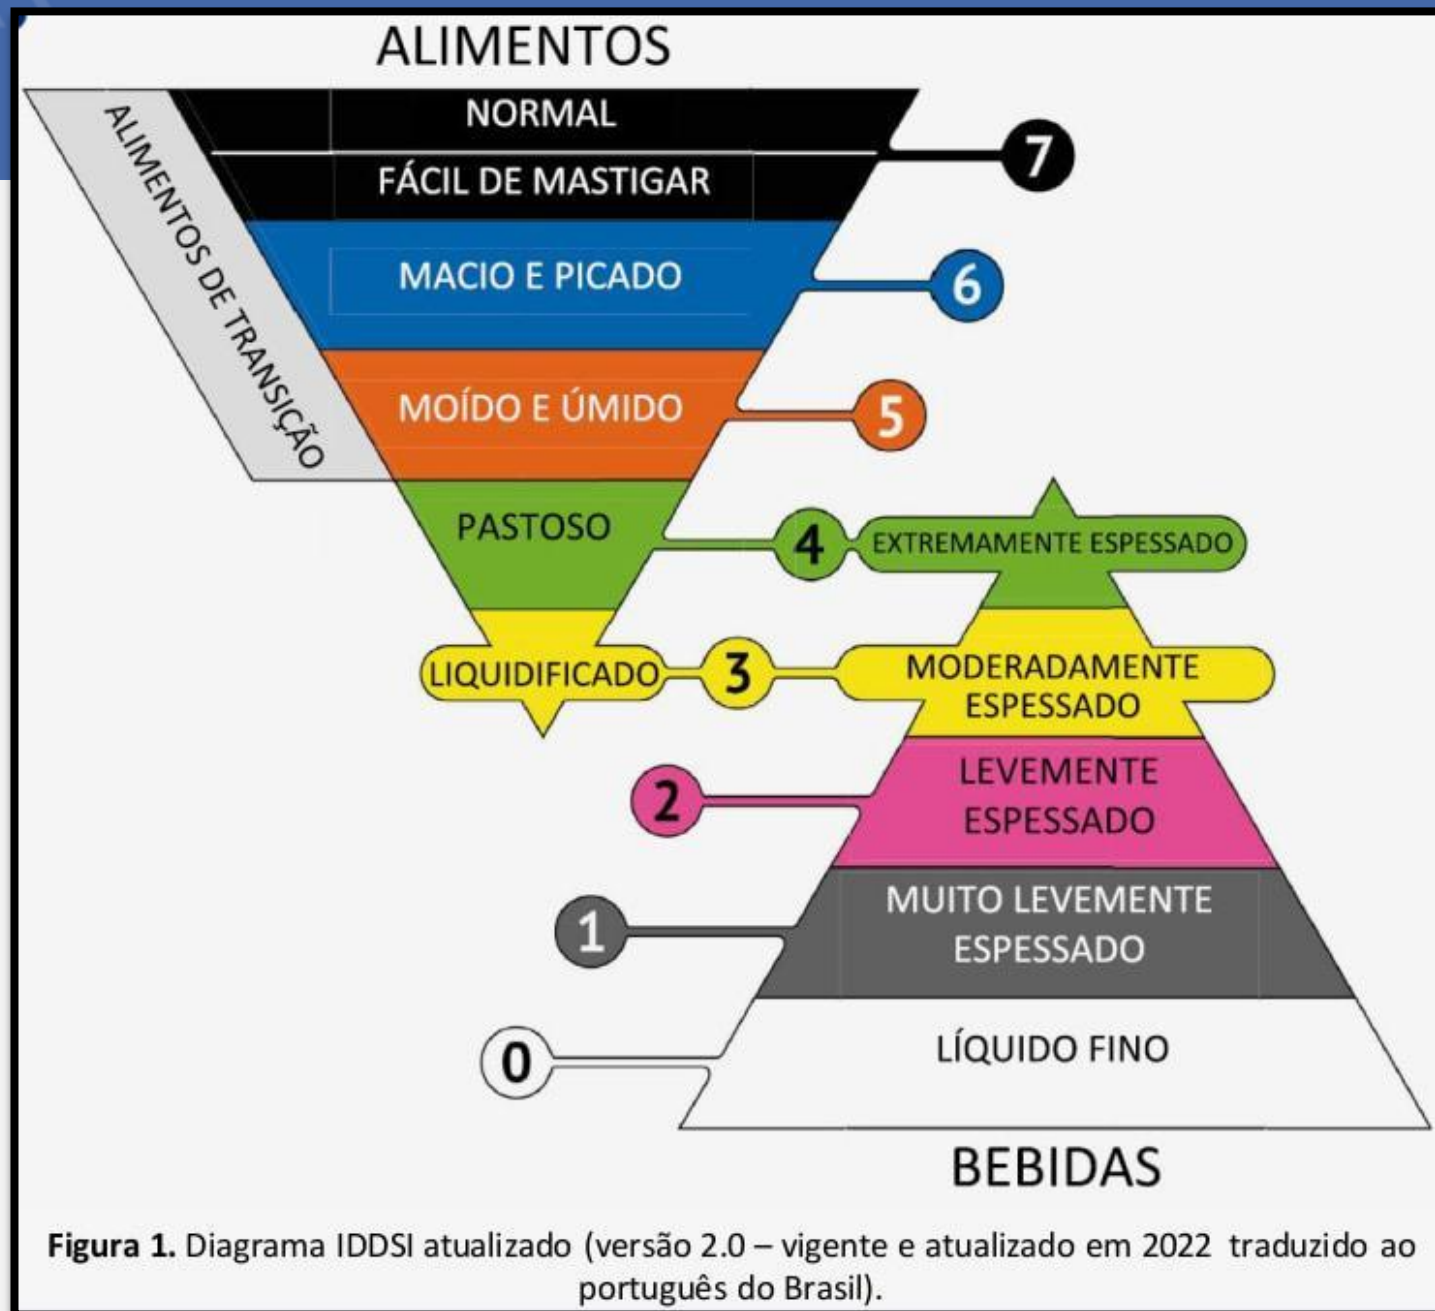 ALIMENTOS
NORMAL
FÁCIL DE MASTIGAR
7
ALIMENTOS DE TRANSIÇÃO
MACIO E PICADO
6
MOÍDO E ÚMIDO
5
PASTOSO
4
EXTREMAMENTE ESPESSADO
LIQUIDIFICADO
3
MODERADAMENTE
ESPESSADO
2
LEVEMENTE
ESPESSADO
1
MUITO LEVEMENTE
ESPESSADO
0
LÍQUIDO FINO
BEBIDAS
Figura 1. Diagrama IDDSI atualizado (versão 2.0 – vigente e atualizado em 2022 traduzido ao
português do Brasil).